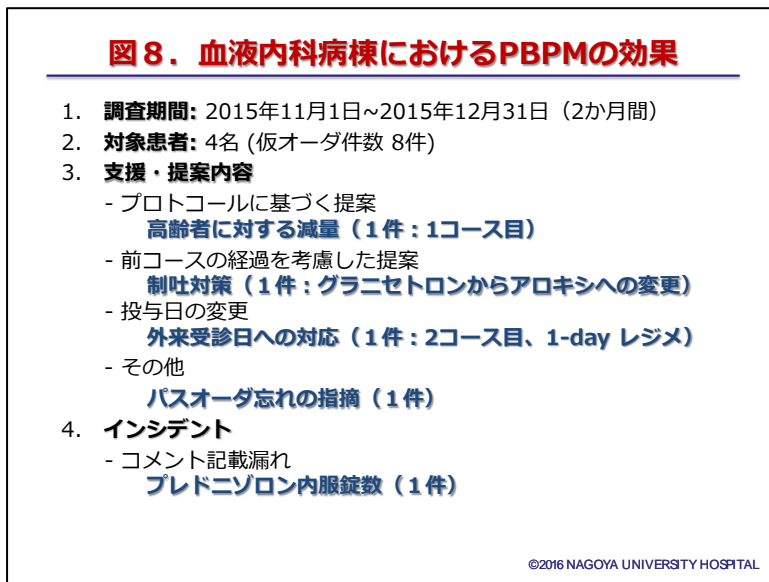 図８．血液内科病棟におけるPBPMの効果
1. 調査期間: 2015年11月1日~2015年12月31日（2か月間）
2. 対象患者: 4名 (仮オーダ件数 8件)
3. 支援・提案内容
- プロトコールに基づく提案
高齢者に対する減量（１件：1コース目）
- 前コースの経過を考慮した提案
制吐対策（１件：グラニセトロンからアロキシへの変更）
- 投与日の変更
外来受診日への対応（１件：2コース目、1-day レジメ）
- その他
パスオーダ忘れの指摘（１件）
4. インシデント
- コメント記載漏れ
プレドニゾロン内服錠数（１件）
©2016 NAGOYA UNIVERSITY HOSPITAL